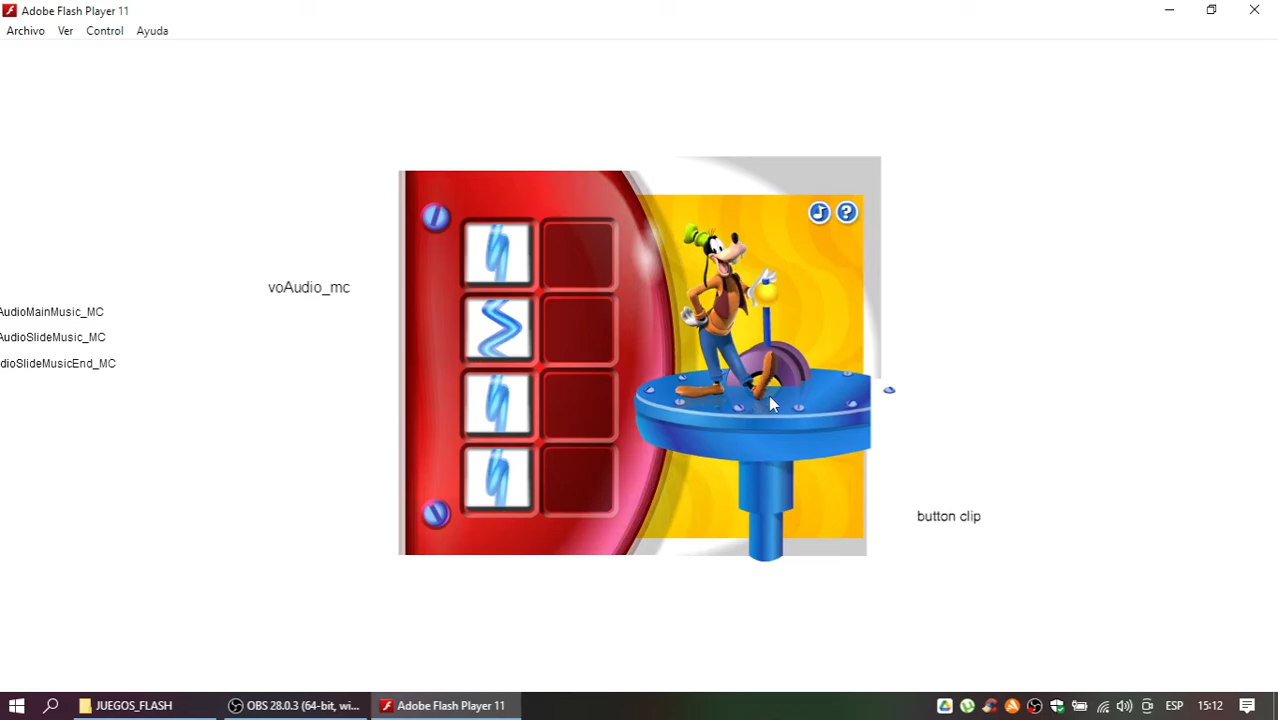 Adobe Flash Player 11
Archivo Ver Control Ayuda
?
voAudio_mc
AudioMainMusic_MC
AudioSlideMusic_MC
dioSlideMusicEnd_MC
button clip
JUEGOS_FLASH
OBS 28.0.3 (64-bit, wi...
Adobe Flash Player 11
ESP
15:12